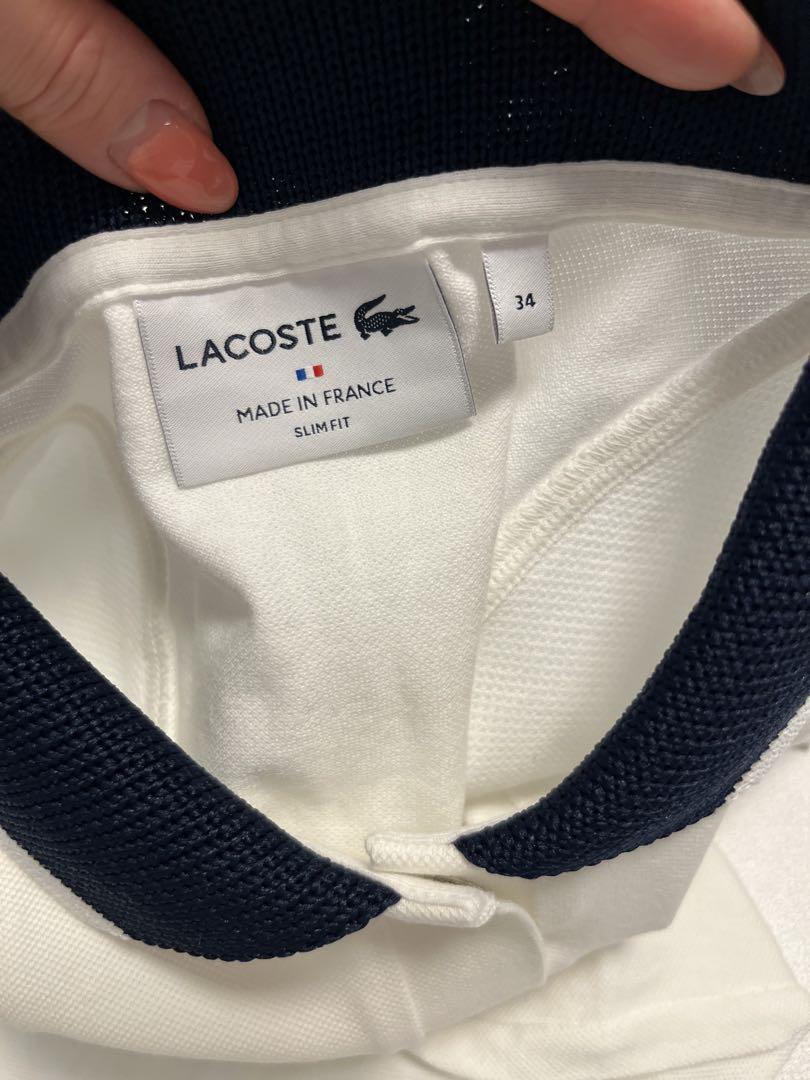 LACOSTE
MADE IN FRANCE
SLIM FIT
34